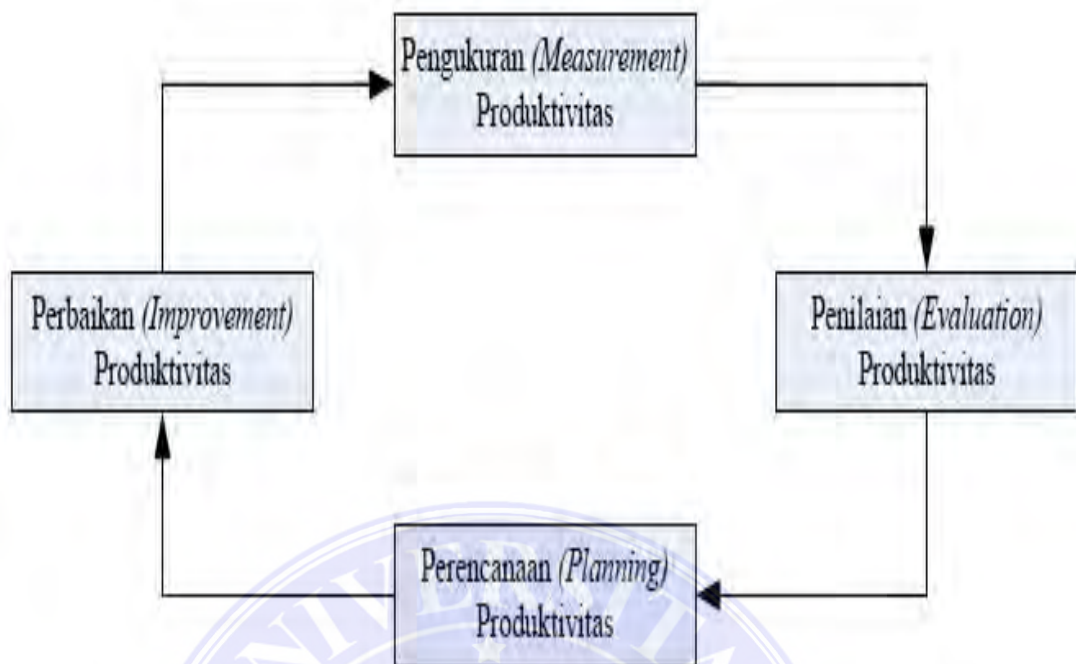 Pengukuran (Measurement)
Produktivitas
Perbaikan (Improvement)
Produktivitas
Penilaian (Evaluation)
Produktivitas
Perencanaan (Planning)
Produktivitas